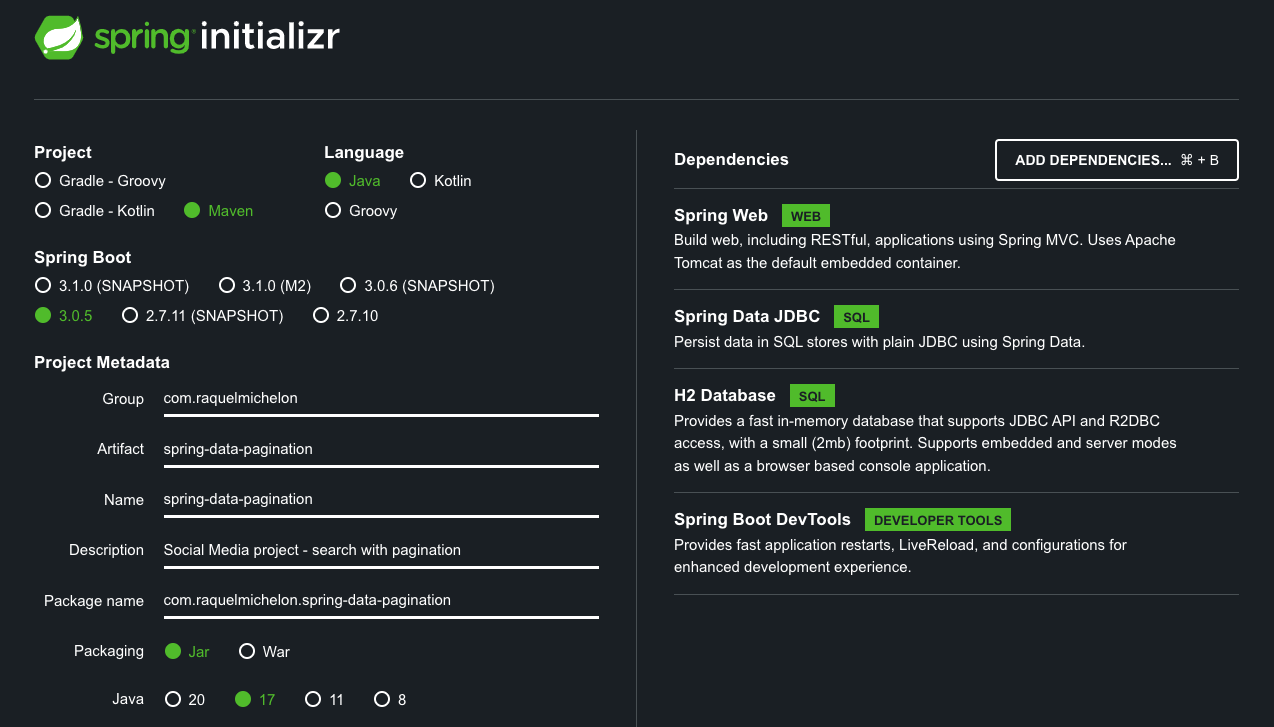 spring initializr
Project
Gradle - Groovy
Gradle - Kotlin Maven
Language
Java Kotlin
Groovy
Spring Boot
3.1.0 (SNAPSHOT) 3.1.0 (M2) 3.0.6 (SNAPSHOT)
3.0.5 2.7.11 (SNAPSHOT) 2.7.10
Project Metadata
Group com.raquelmichelon
Artifact spring-data-pagination
Name spring-data-pagination
Description Social Media project - search with pagination
Package name com.raquelmichelon.spring-data-pagination
Packaging Jar War
Java 20 17 11 8
Dependencies ADD DEPENDENCIES... ⌘ + B
Spring Web WEB
Build web, including RESTful, applications using Spring MVC. Uses Apache
Tomcat as the default embedded container.
Spring Data JDBC SQL
Persist data in SQL stores with plain JDBC using Spring Data.
H2 Database SQL
Provides a fast in-memory database that supports JDBC API and R2DBC
access, with a small (2mb) footprint. Supports embedded and server modes
as well as a browser based console application.
Spring Boot DevTools DEVELOPER TOOLS
Provides fast application restarts, LiveReload, and configurations for
enhanced development experience.